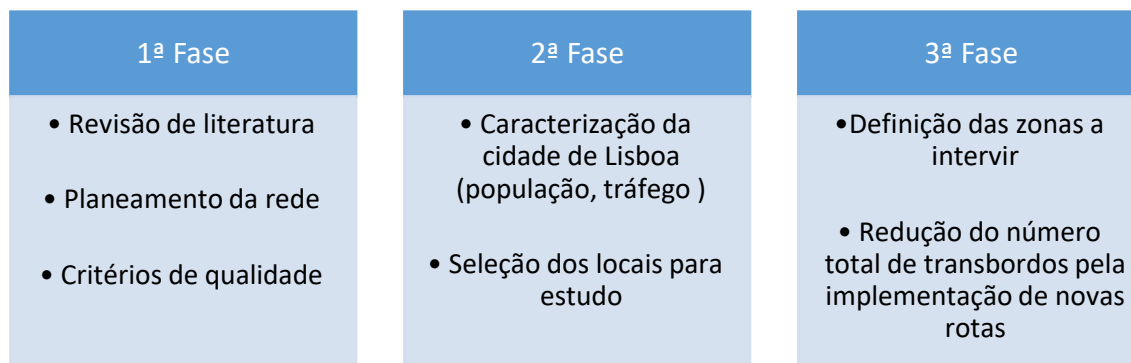 1ª Fase
• Revisão de literatura
• Planeamento da rede
• Critérios de qualidade
2ª Fase
• Caracterização da
cidade de Lisboa
(população, tráfego )
• Seleção dos locais para
estudo
3ª Fase
•Definição das zonas a
intervir
• Redução do número
total de transbordos pela
implementação de novas
rotas